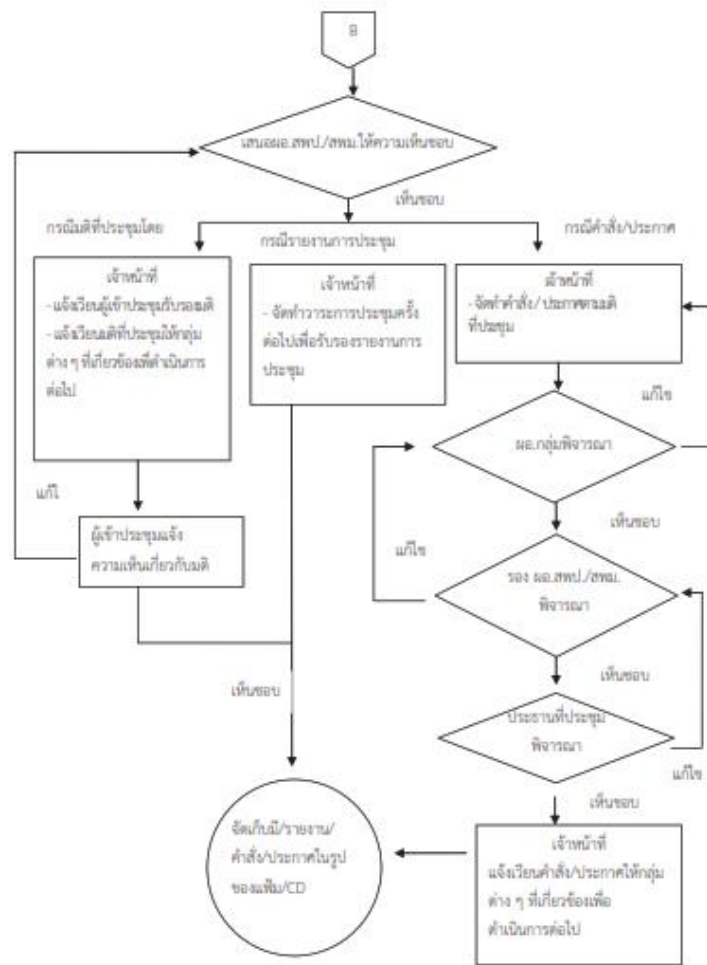 B
เสนอผอ.สพป./สพม.ให้ความเห็นชอบ
เห็นชอบ
กรณีมติที่ประชุมโดย
กรณีรายงานการประชุม
กรณีคำสั่ง/ประกาศ
เจ้าหน้าที่
- แจ้งเวียนผู้เข้าประชุมรับรองมติ
- แจ้งเวียนมติที่ประชุมให้กลุ่ม
ต่าง ๆ ที่เกี่ยวข้องเพื่อดำเนินการ
ต่อไป
เจ้าหน้าที่
- จัดทำวาระการประชุมครั้ง
ต่อไปเพื่อรับรองรายงานการ
ประชุม
เจ้าหน้าที่
- จัดทำคำสั่ง/ ประกาศตามมติ
ที่ประชุม
แก้ไข
ผอ.กลุ่มพิจารณา
เห็นชอบ
แก้ไ
ผู้เข้าประชุมแจ้ง
ความเห็นเกี่ยวกับมติ
แก้ไข
รอง ผอ.สพป./สพม.
พิจารณา
เห็นชอบ
เห็นชอบ
ประธานที่ประชุม
พิจารณา
แก้ไข
เห็นชอบ
จัดเก็บมี/รายงาน/
คำสั่ง/ประกาศในรูป
ของแฟ้ม/CD
เจ้าหน้าที่
แจ้งเวียนคำสั่ง/ประกาศให้กลุ่ม
ต่าง ๆ ที่เกี่ยวข้องเพื่อ
ดำเนินการต่อไป